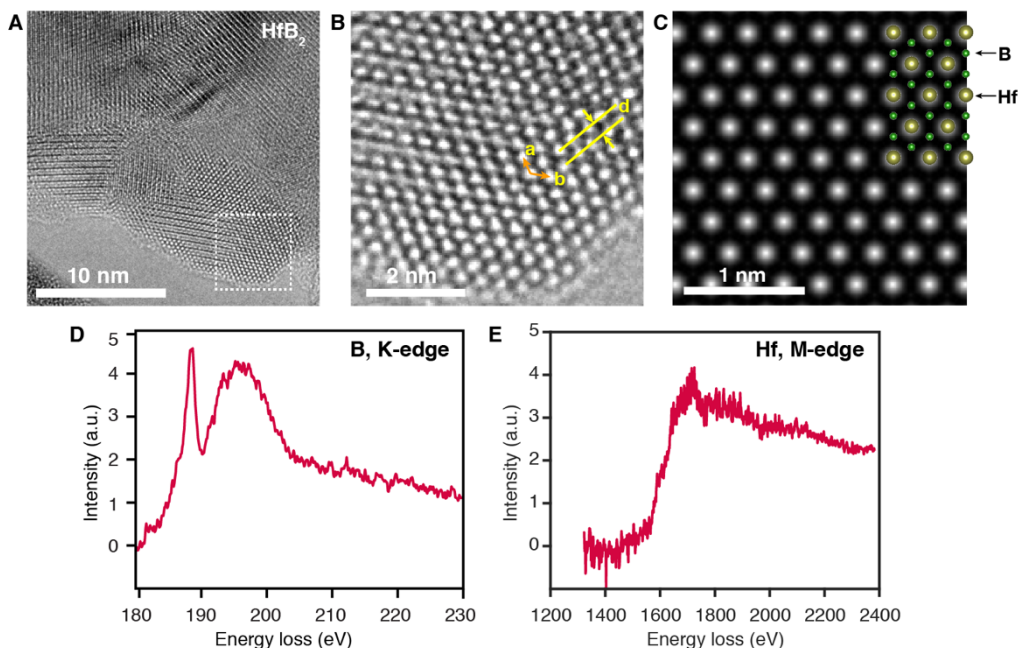 A
HfB2
10 nm
B
d
a
b
2 nm
C
B
Hf
1 nm
D
B, K-edge
5
4
3
2
1
0
Intensity (a.u.)
180 190 200 210 220 230
Energy loss (eV)
E
Hf, M-edge
5
4
3
2
1
0
-1
Intensity (a.u.)
1200 1400 1600 1800 2000 2200 2400
Energy loss (eV)